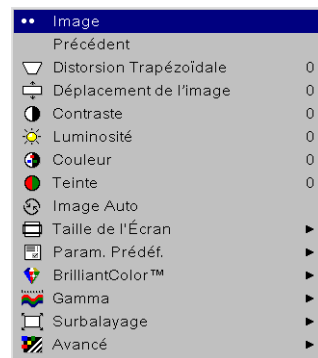 Image
Précédent
Distorsion Trapézoïdale 0
Déplacement de l'image 0
Contraste 0
Luminosité 0
Couleur 0
Teinte 0
Image Auto
Taille de l'Écran
Param. Prédéf.
BrilliantColor™
Gamma
Surbalayage
Avancé